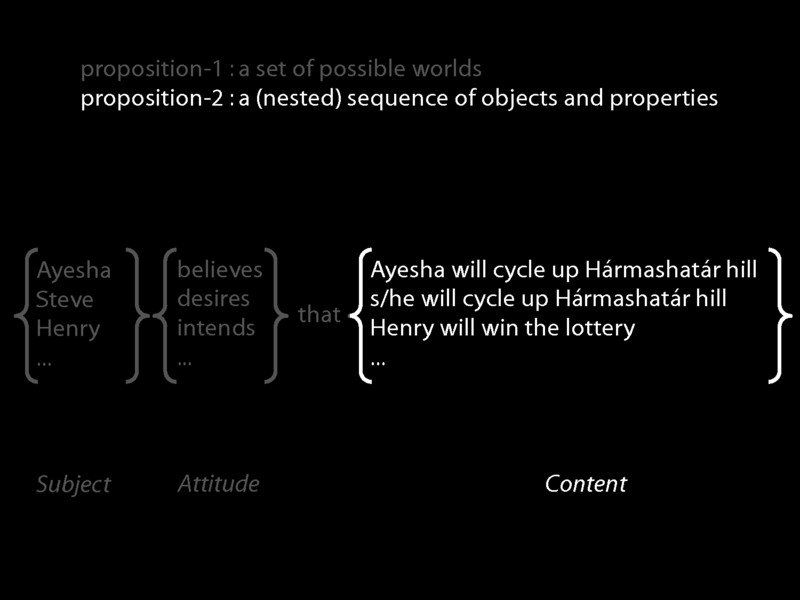 proposition-1 : a set of possible worlds
proposition-2 : a (nested) sequence of objects and properties
Ayesha believes Ayesha will cycle up Hármashatár hill
Steve desires s/he will cycle up Hármashatár hill
Henry intends that Henry will win the lottery
... ... ...
Subject Attitude Content